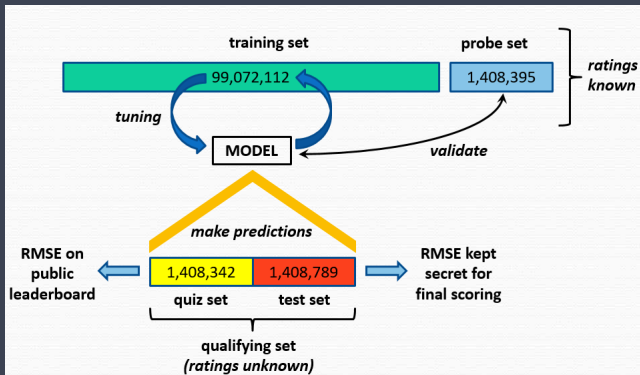 training set
probe set
99,072,112
1,408,395
ratings
known
tuning
MODEL
validate
make predictions
RMSE on
public
leaderboard
1,408,342
1,408,789
RMSE kept
secret for
final scoring
quiz set
test set
qualifying set
(ratings unknown)